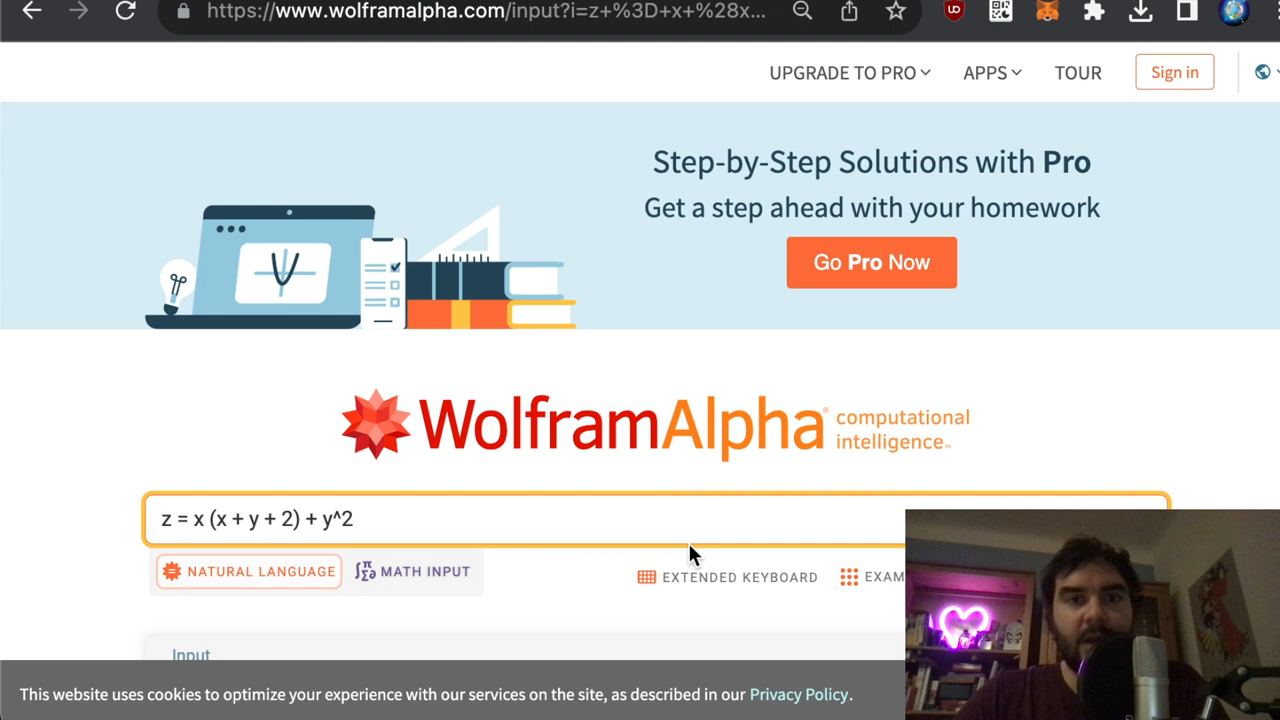 https://www.wolframalpha.com/input?i=z+%3D+x+%28x...
UPGRADE TO PRO APPS TOUR Sign in
Step-by-Step Solutions with Pro
Get a step ahead with your homework
Go Pro Now
WolframAlpha computational
intelligence™
z = x (x + y + 2) + y^2
NATURAL LANGUAGE MATH INPUT EXTENDED KEYBOARD EXAM
Input
This website uses cookies to optimize your experience with our services on the site, as described in our Privacy Policy.